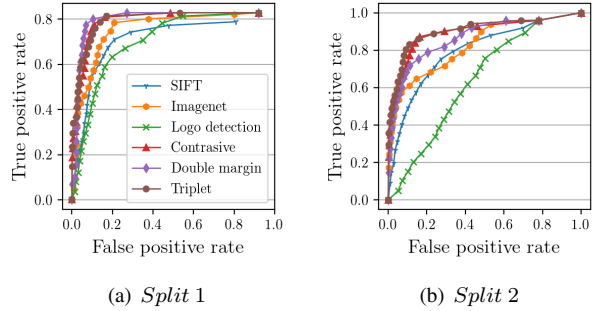 True positive rate
0.8
0.6
0.4
0.2
0.0
SIFT
Imagenet
Logo detection
Contrasive
Double margin
Triplet
0.0 0.2 0.4 0.6 0.8 1.0
False positive rate
(a) Split 1
True positive rate
1.0
0.8
0.6
0.4
0.2
0.0
0.0 0.2 0.4 0.6 0.8 1.0
False positive rate
(b) Split 2